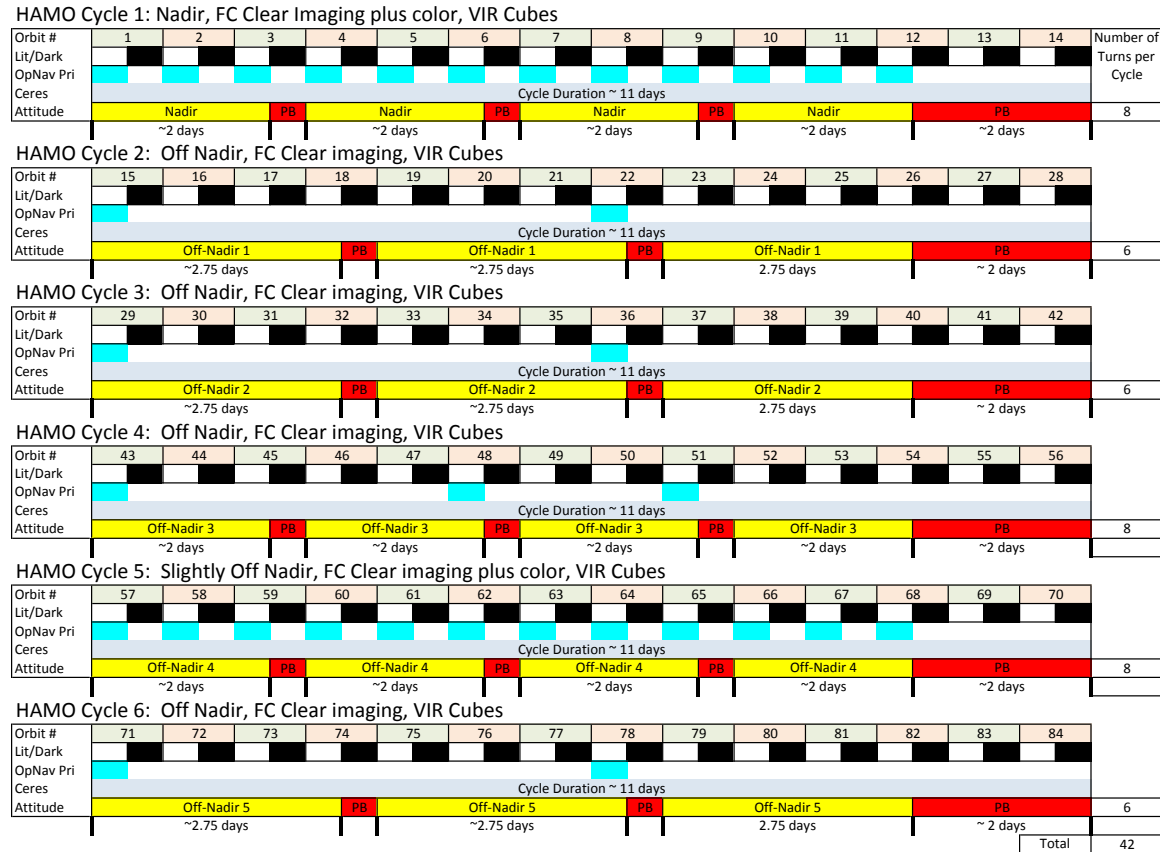 HAMO Cycle 1: Nadir, FC Clear Imaging plus color, VIR Cubes
Orbit # 1 2 3 4 5 6 7 8 9 10 11 12 13 14 Number of Turns per Cycle
Lit/Dark
OpNav Pri
Ceres Cycle Duration ~ 11 days
Attitude Nadir PB Nadir PB Nadir PB Nadir PB 8
~2 days ~2 days ~2 days ~2 days ~2 days
HAMO Cycle 2: Off Nadir, FC Clear imaging, VIR Cubes
Orbit # 15 16 17 18 19 20 21 22 23 24 25 26 27 28
Lit/Dark
OpNav Pri
Ceres Cycle Duration ~ 11 days
Attitude Off-Nadir 1 PB Off-Nadir 1 PB Off-Nadir 1 PB 6
~2.75 days ~2.75 days 2.75 days ~ 2 days
HAMO Cycle 3: Off Nadir, FC Clear imaging, VIR Cubes
Orbit # 29 30 31 32 33 34 35 36 37 38 39 40 41 42
Lit/Dark
OpNav Pri
Ceres Cycle Duration ~ 11 days
Attitude Off-Nadir 2 PB Off-Nadir 2 PB Off-Nadir 2 PB 6
~2.75 days ~2.75 days 2.75 days ~ 2 days
HAMO Cycle 4: Off Nadir, FC Clear imaging, VIR Cubes
Orbit # 43 44 45 46 47 48 49 50 51 52 53 54 55 56
Lit/Dark
OpNav Pri
Ceres Cycle Duration ~ 11 days
Attitude Off-Nadir 3 PB Off-Nadir 3 PB Off-Nadir 3 PB Off-Nadir 3 PB 8
~2 days ~2 days ~2 days ~2 days ~2 days
HAMO Cycle 5: Slightly Off Nadir, FC Clear imaging plus color, VIR Cubes
Orbit # 57 58 59 60 61 62 63 64 65 66 67 68 69 70
Lit/Dark
OpNav Pri
Ceres Cycle Duration ~ 11 days
Attitude Off-Nadir 4 PB Off-Nadir 4 PB Off-Nadir 4 PB Off-Nadir 4 PB 8
~2 days ~2 days ~2 days ~2 days ~2 days
HAMO Cycle 6: Off Nadir, FC Clear imaging, VIR Cubes
Orbit # 71 72 73 74 75 76 77 78 79 80 81 82 83 84
Lit/Dark
OpNav Pri
Ceres Cycle Duration ~ 11 days
Attitude Off-Nadir 5 PB Off-Nadir 5 PB Off-Nadir 5 PB 6
~2.75 days ~2.75 days 2.75 days ~ 2 days
Total 42